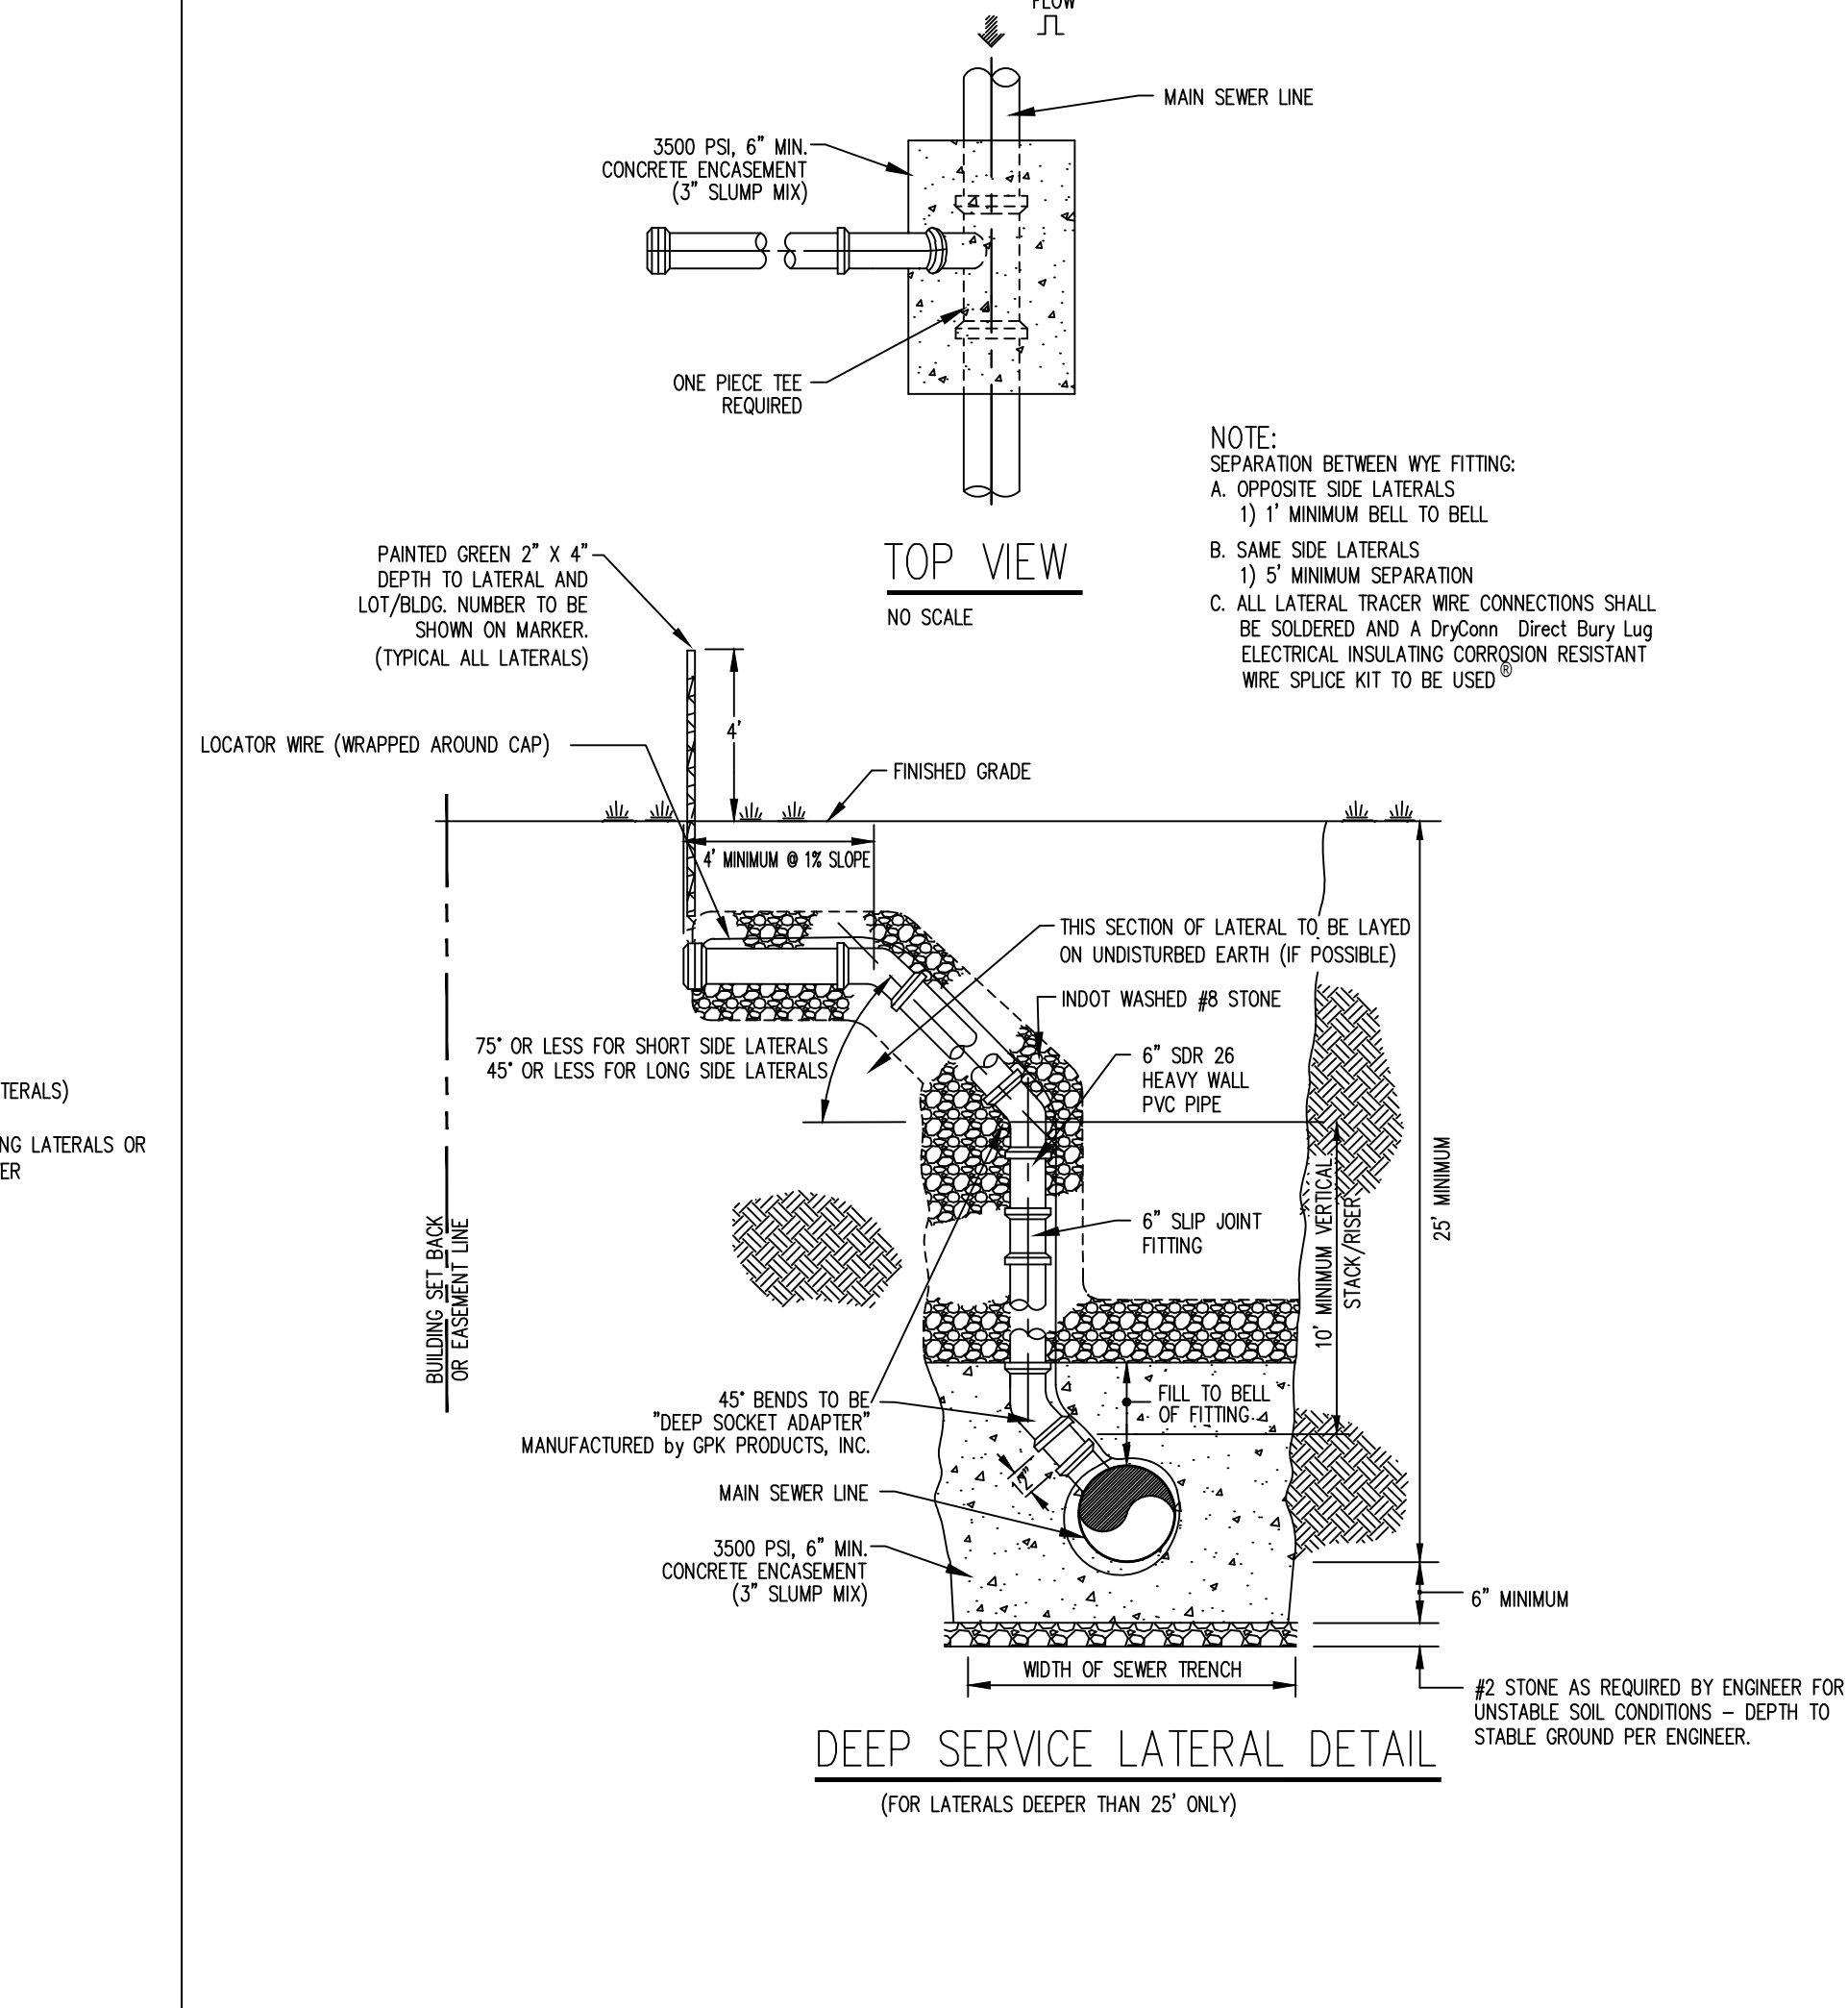 FLOW
MAIN SEWER LINE
3500 PSI, 6" MIN.
CONCRETE ENCASEMENT
(3" SLUMP MIX)
ONE PIECE TEE
REQUIRED
NOTE:
SEPARATION BETWEEN WYE FITTING:
A. OPPOSITE SIDE LATERALS
1) 1' MINIMUM BELL TO BELL
B. SAME SIDE LATERALS
1) 5' MINIMUM SEPARATION
C. ALL LATERAL TRACER WIRE CONNECTIONS SHALL
BE SOLDERED AND A DryConn Direct Bury Lug
ELECTRICAL INSULATING CORROSION RESISTANT
WIRE SPLICE KIT TO BE USED ®
TOP VIEW
NO SCALE
PAINTED GREEN 2" X 4"
DEPTH TO LATERAL AND
LOT/BLDG. NUMBER TO BE
SHOWN ON MARKER.
(TYPICAL ALL LATERALS)
4'
LOCATOR WIRE (WRAPPED AROUND CAP)
FINISHED GRADE
4' MINIMUM @ 1% SLOPE
THIS SECTION OF LATERAL TO BE LAYED
ON UNDISTURBED EARTH (IF POSSIBLE)
INDOT WASHED #8 STONE
75° OR LESS FOR SHORT SIDE LATERALS
45° OR LESS FOR LONG SIDE LATERALS
6" SDR 26
HEAVY WALL
PVC PIPE
TERALS)
NG LATERALS OR
ER
BUILDING SET BACK
OR EASEMENT LINE
6" SLIP JOINT
FITTING
10' MINIMUM VERTICAL
STACK/RISER
25' MINIMUM
45° BENDS TO BE
"DEEP SOCKET ADAPTER"
MANUFACTURED by GPK PRODUCTS, INC.
FILL TO BELL
OF FITTING
12"
MAIN SEWER LINE
3500 PSI, 6" MIN.
CONCRETE ENCASEMENT
(3" SLUMP MIX)
6" MINIMUM
WIDTH OF SEWER TRENCH
#2 STONE AS REQUIRED BY ENGINEER FOR
UNSTABLE SOIL CONDITIONS – DEPTH TO
STABLE GROUND PER ENGINEER.
DEEP SERVICE LATERAL DETAIL
(FOR LATERALS DEEPER THAN 25' ONLY)